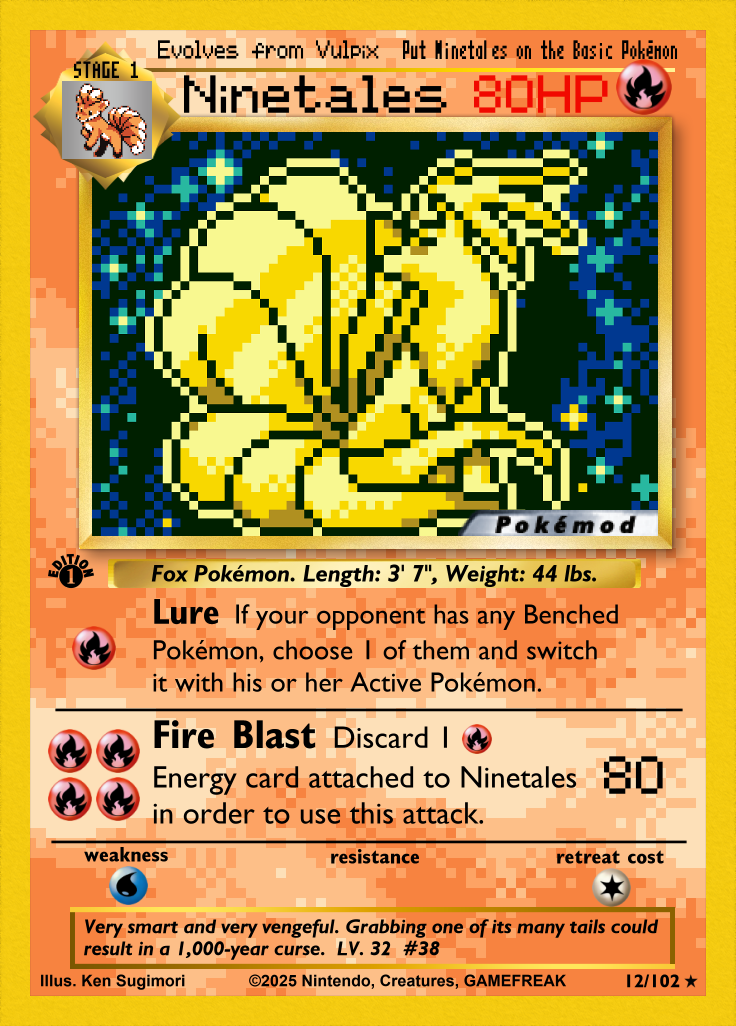 Evolves from Vulpix Put Ninetales on the Basic Pokémon
STAGE 1
Ninetales 80HP
Pokémod
EDITION
1
Fox Pokémon. Length: 3' 7", Weight: 44 lbs.
Lure If your opponent has any Benched
Pokémon, choose 1 of them and switch
it with his or her Active Pokémon.
Fire Blast Discard 1
Energy card attached to Ninetales 80
in order to use this attack.
weakness resistance retreat cost
Very smart and very vengeful. Grabbing one of its many tails could
result in a 1,000-year curse. LV. 32 #38
Illus. Ken Sugimori ©2025 Nintendo, Creatures, GAMEFREAK 12/102 ★